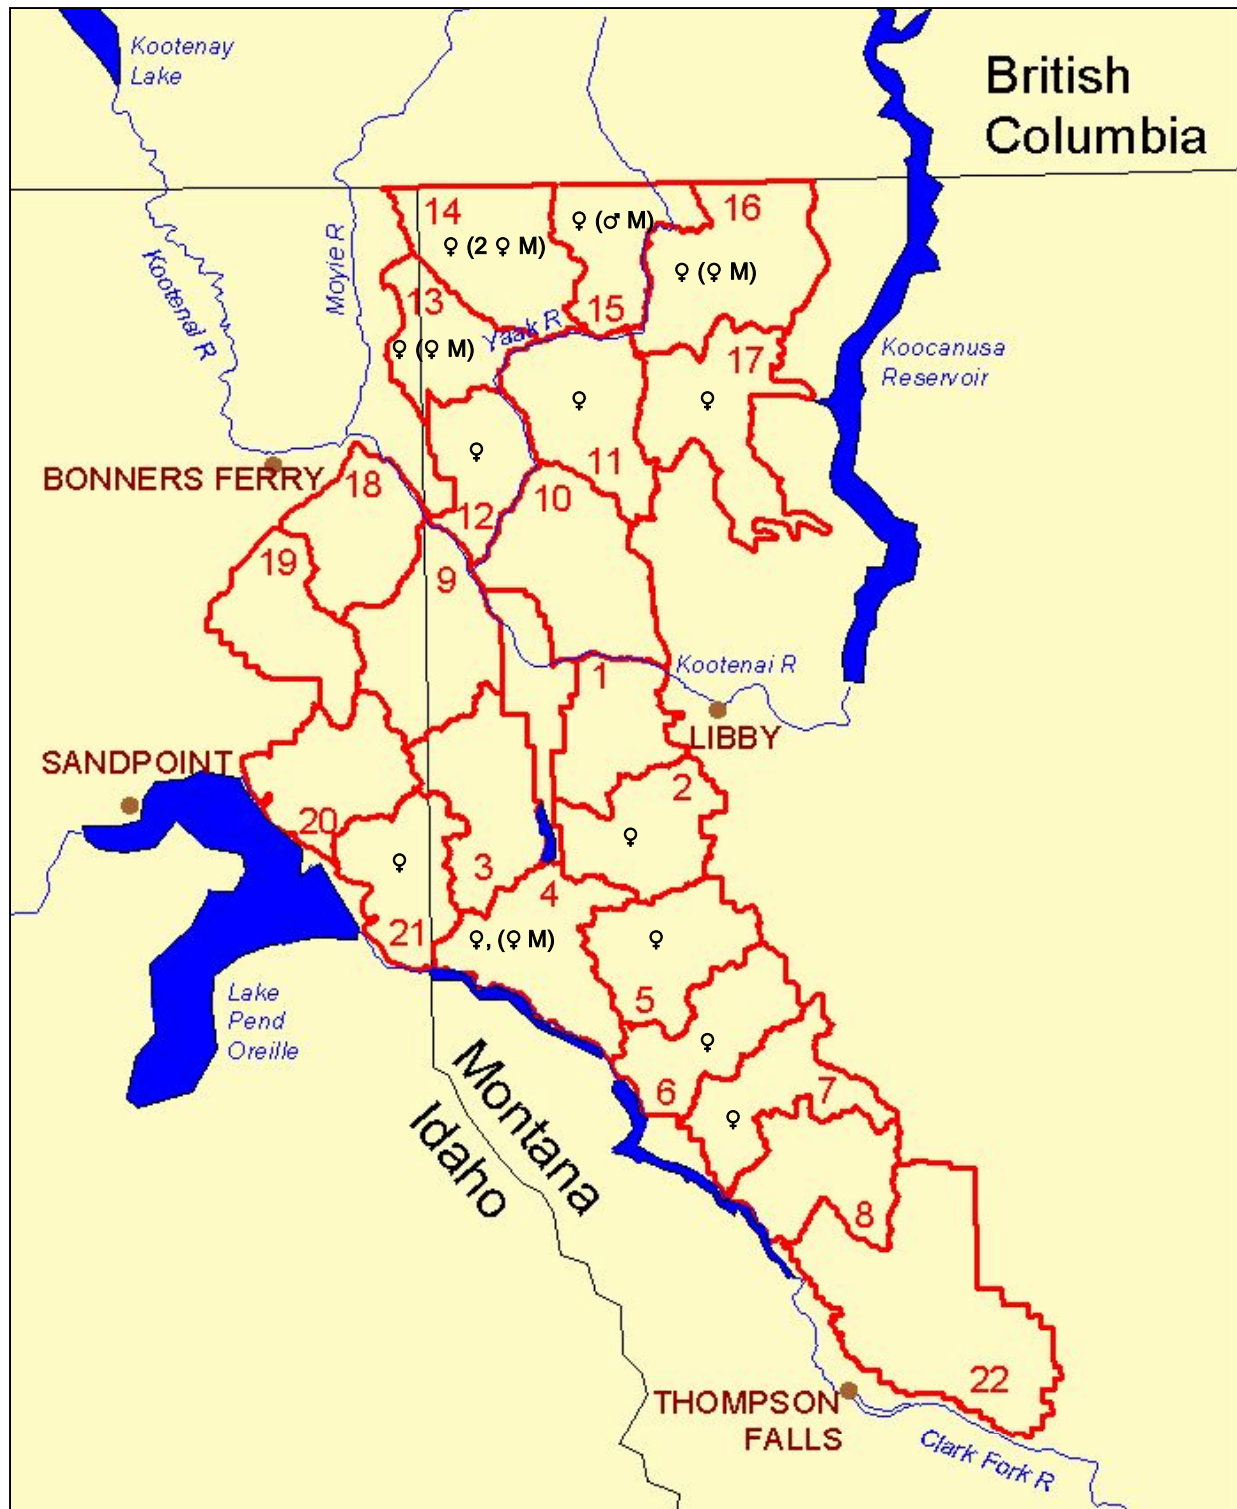 Kootenay
Lake
British
Columbia
14
♀ (2 ♀ M)
♀ (♂ M)
16
♀ (♀ M)
Moyie R
Kootenai R
13
15
Yaak R
♀ (♀ M)
17
Koocanusa
Reservoir
♀
♀
♀
11
BONNERS FERRY
18
10
12
19
9
Kootenai R
1
LIBBY
SANDPOINT
2
20
♀
♀
3
4
21
♀, (♀ M)
♀
Lake
Pend
Oreille
5
♀
Montana
Idaho
6
7
♀
8
22
THOMPSON
FALLS
Clark Fork R